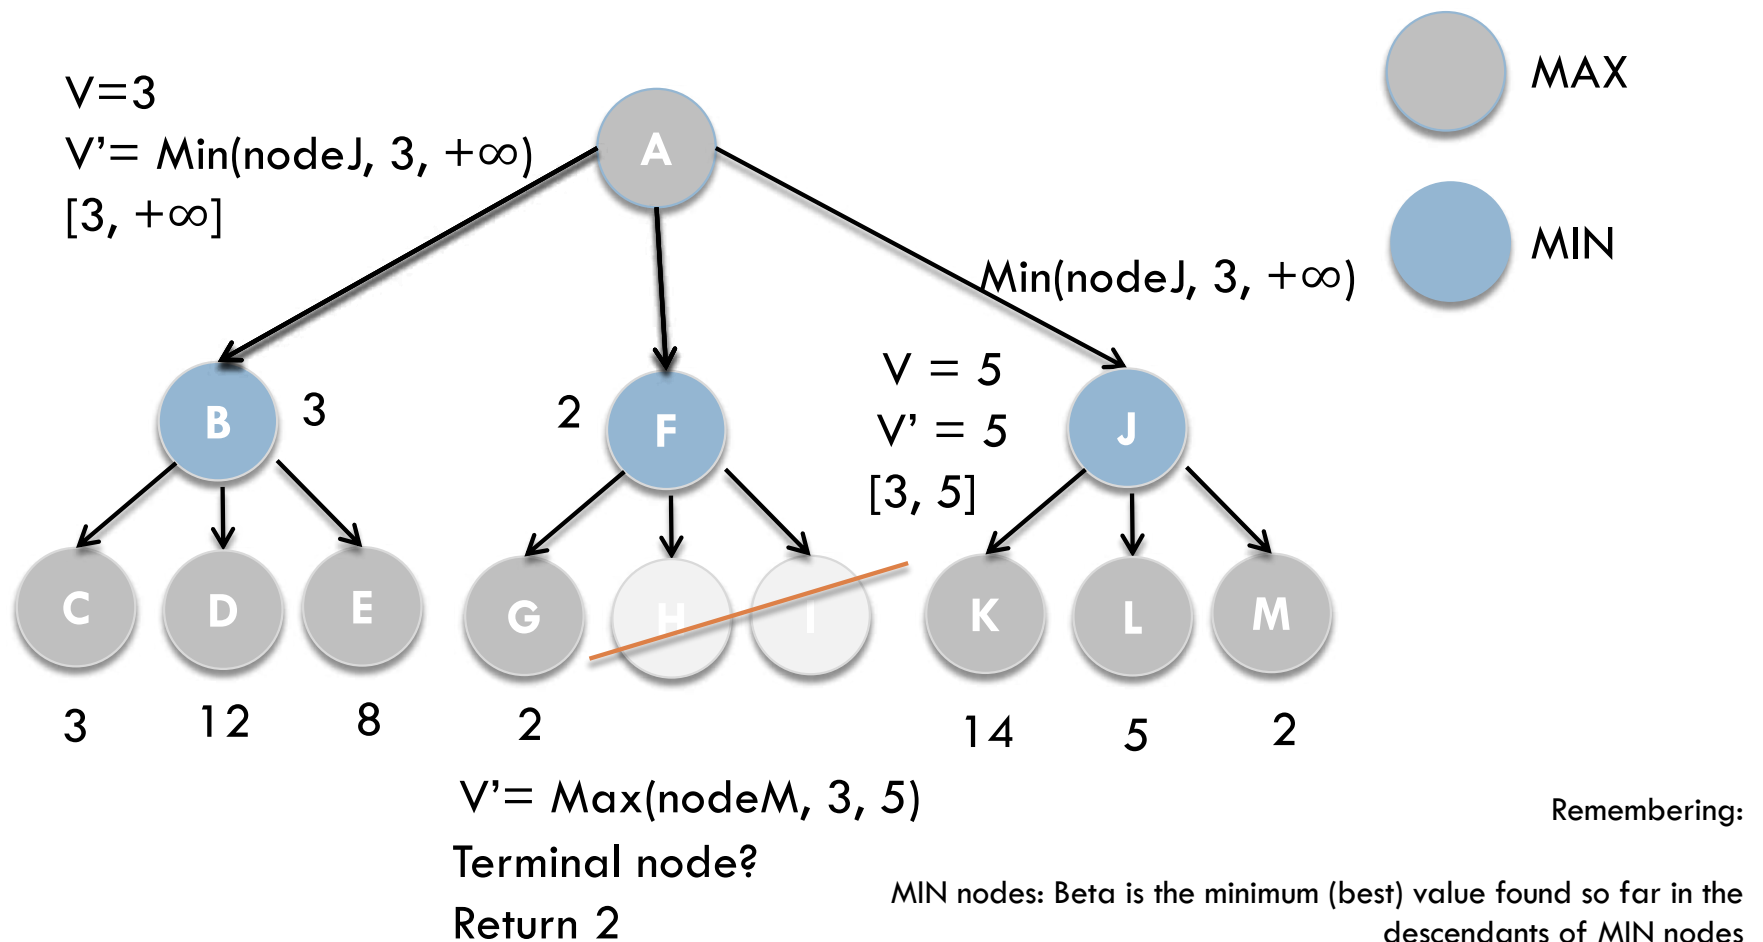 V=3
V’= Min(nodeJ, 3, +∞)
[3, +∞]
A
MAX
MIN
Min(nodeJ, 3, +∞)
V = 5
V’ = 5
[3, 5]
B
3
2
F
J
C
D
E
G
H
I
K
L
M
3
12
8
2
14
5
2
V’= Max(nodeM, 3, 5)
Terminal node?
Return 2
Remembering:
MIN nodes: Beta is the minimum (best) value found so far in the
descendants of MIN nodes